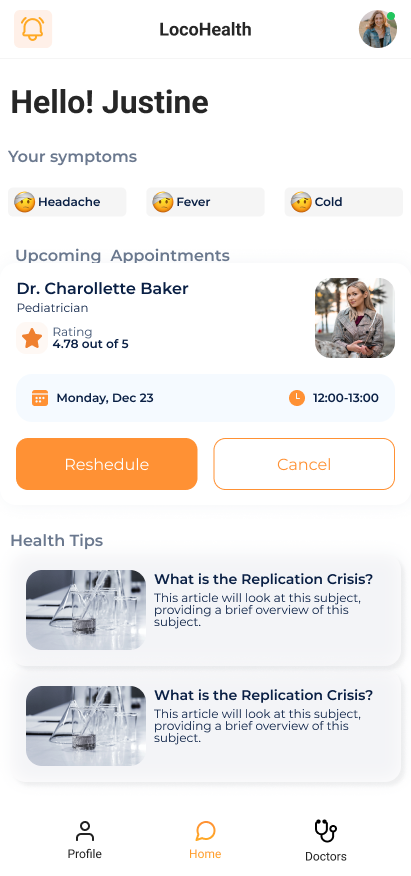 LocoHealth
Hello! Justine
Your symptoms
Headache
Fever
Cold
Upcoming Appointments
Dr. Charollette Baker
Pediatrician
Rating
4.78 out of 5
Monday, Dec 23
12:00-13:00
Reshedule
Cancel
Health Tips
What is the Replication Crisis?
This article will look at this subject,
providing a brief overview of this
subject.
What is the Replication Crisis?
This article will look at this subject,
providing a brief overview of this
subject.
Profile
Home
Doctors